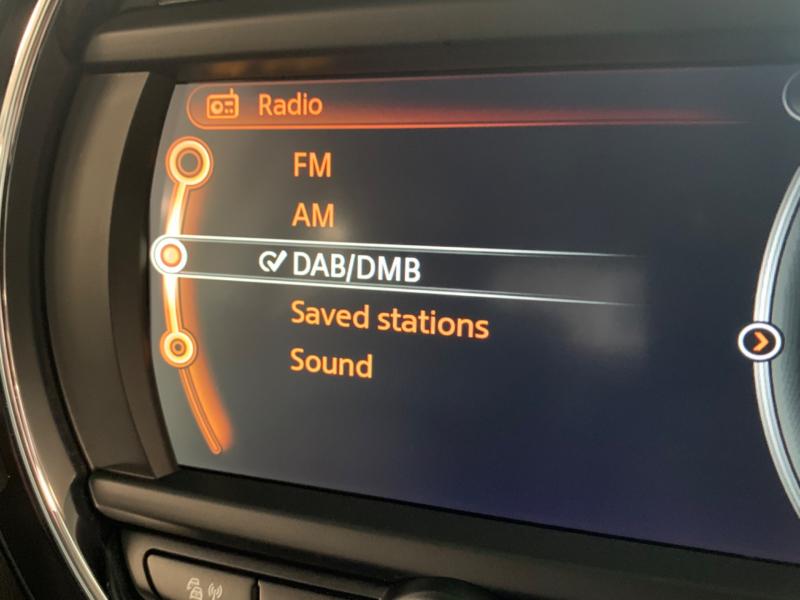 Radio
FM
AM
DAB/DMB
Saved stations
Sound